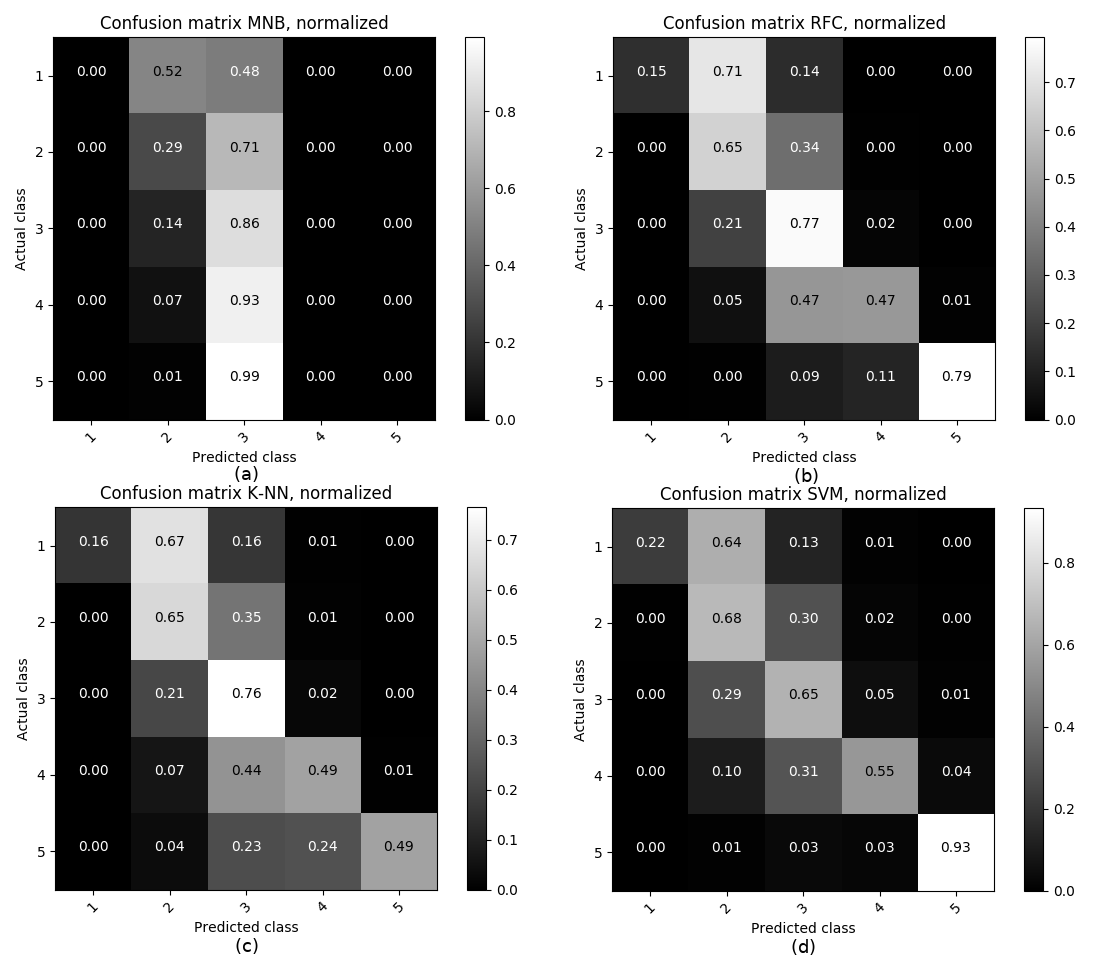 Confusion matrix MNB, normalized
1 0.00 0.52 0.48 0.00 0.00
2 0.00 0.29 0.71 0.00 0.00
3 0.00 0.14 0.86 0.00 0.00
4 0.00 0.07 0.93 0.00 0.00
5 0.00 0.01 0.99 0.00 0.00
Actual class
1 2 3 4 5
Predicted class
(a)
0.8
0.6
0.4
0.2
0.0
Confusion matrix RFC, normalized
1 0.15 0.71 0.14 0.00 0.00
2 0.00 0.65 0.34 0.00 0.00
3 0.00 0.21 0.77 0.02 0.00
4 0.00 0.05 0.47 0.47 0.01
5 0.00 0.00 0.09 0.11 0.79
Actual class
1 2 3 4 5
Predicted class
(b)
0.7
0.6
0.5
0.4
0.3
0.2
0.1
0.0
Confusion matrix K-NN, normalized
1 0.16 0.67 0.16 0.01 0.00
2 0.00 0.65 0.35 0.01 0.00
3 0.00 0.21 0.76 0.02 0.00
4 0.00 0.07 0.44 0.49 0.01
5 0.00 0.04 0.23 0.24 0.49
Actual class
1 2 3 4 5
Predicted class
(c)
0.7
0.6
0.5
0.4
0.3
0.2
0.1
0.0
Confusion matrix SVM, normalized
1 0.22 0.64 0.13 0.01 0.00
2 0.00 0.68 0.30 0.02 0.00
3 0.00 0.29 0.65 0.05 0.01
4 0.00 0.10 0.31 0.55 0.04
5 0.00 0.01 0.03 0.03 0.93
Actual class
1 2 3 4 5
Predicted class
(d)
0.8
0.6
0.4
0.2
0.0